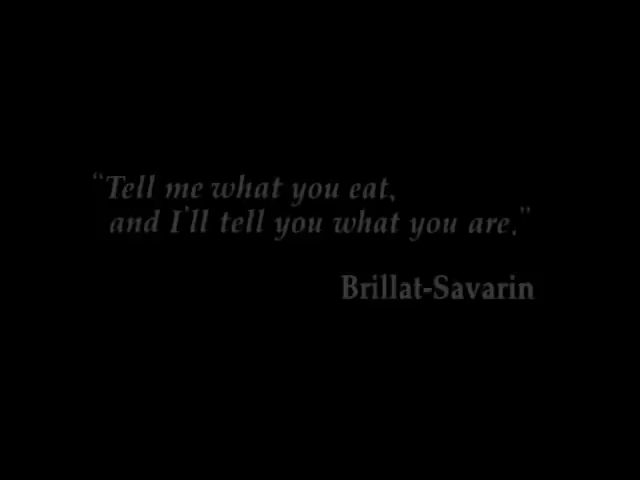 “Tell me what you eat,
and I'll tell you what you are.”
Brillat-Savarin